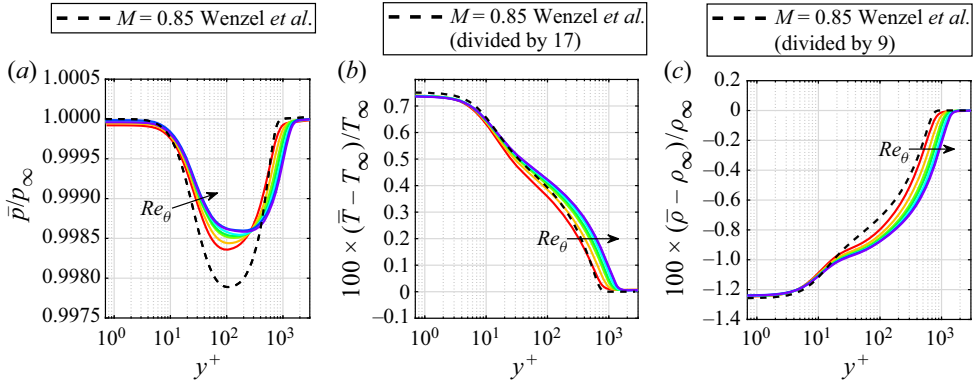 M = 0.85 Wenzel et al.
M = 0.85 Wenzel et al.
(divided by 17)
M = 0.85 Wenzel et al.
(divided by 9)
(a)
1.0005
1.0000
0.9995
0.9990
0.9985
0.9980
0.9975
p̄/p∞
Reθ
10⁰ 10¹ 10² 10³
y⁺
(b)
0.7
0.6
0.5
0.4
0.3
0.2
0.1
0
−0.1
100 × (T̅ − T∞)/T∞
Reθ
10⁰ 10¹ 10² 10³
y⁺
(c)
0.2
0
−0.2
−0.4
−0.6
−0.8
−1.0
−1.2
−1.4
100 × (ρ̅ − ρ∞)/ρ∞
Reθ
10⁰ 10¹ 10² 10³
y⁺